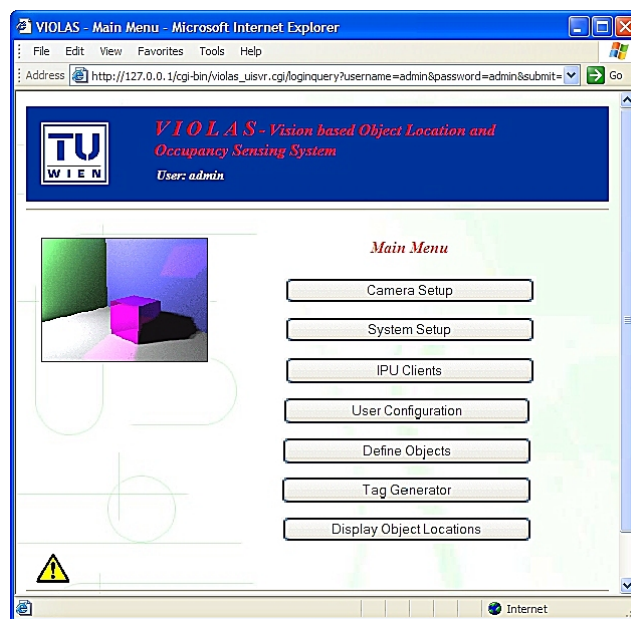 VIOLAS - Main Menu - Microsoft Internet Explorer
File Edit View Favorites Tools Help
Address http://127.0.0.1/cgi-bin/violas_uisvr.cgi/loginquery?username=admin&password=admin&submit= Go
TU
WIEN
VIOLAS - Vision based Object Location and
Occupancy Sensing System
User: admin
Main Menu
Camera Setup
System Setup
IPU Clients
User Configuration
Define Objects
Tag Generator
Display Object Locations
Internet